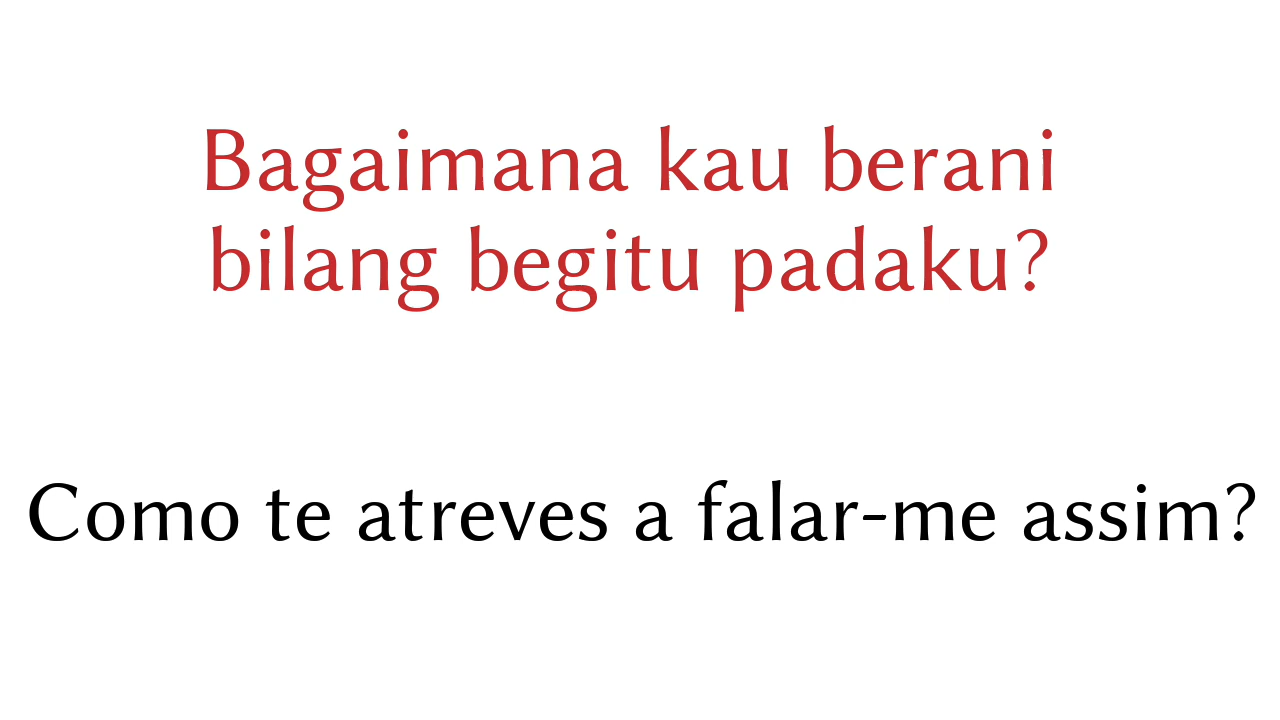 Bagaimana kau berani
bilang begitu padaku?
Como te atreves a falar-me assim?